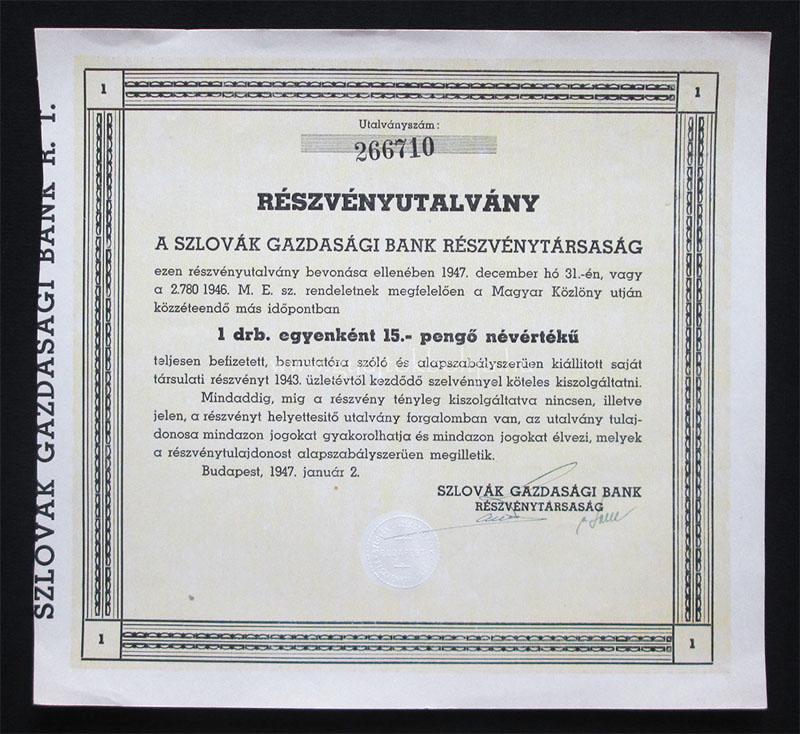 1
1
Utalványszám:
266710
RÉSZVÉNYUTALVÁNY
A SZLOVÁK GAZDASÁGI BANK RÉSZVÉNYTÁRSASÁG
ezen részvényutalvány bevonása ellenében 1947. december hó 31.-én, vagy
a 2.780 1946. M. E. sz. rendeletnek megfelelően a Magyar Közlöny utján
közzéteendő más időpontban
1 drb. egyenként 15.- pengő névértékű
teljesen befizetett, bemutatóra szóló és alapszabályszerüen kiállitott saját
társulati részvényt 1943. üzletévtől kezdődő szelvénnyel köteles kiszolgáltatni.
Mindaddig, mig a részvény tényleg kiszolgáltatva nincsen, illetve
jelen, a részvényt helyettesitő utalvány forgalomban van, az utalvány tulaj-
donosa mindazon jogokat gyakorolhatja és mindazon jogokat élvezi, melyek
a részvénytulajdonost alapszabályszerüen megilletik.
Budapest, 1947. január 2.
SZLOVÁK GAZDASÁGI BANK
RÉSZVÉNYTÁRSASÁG
1
1
SZLOVÁK GAZDASÁGI BANK R. T.